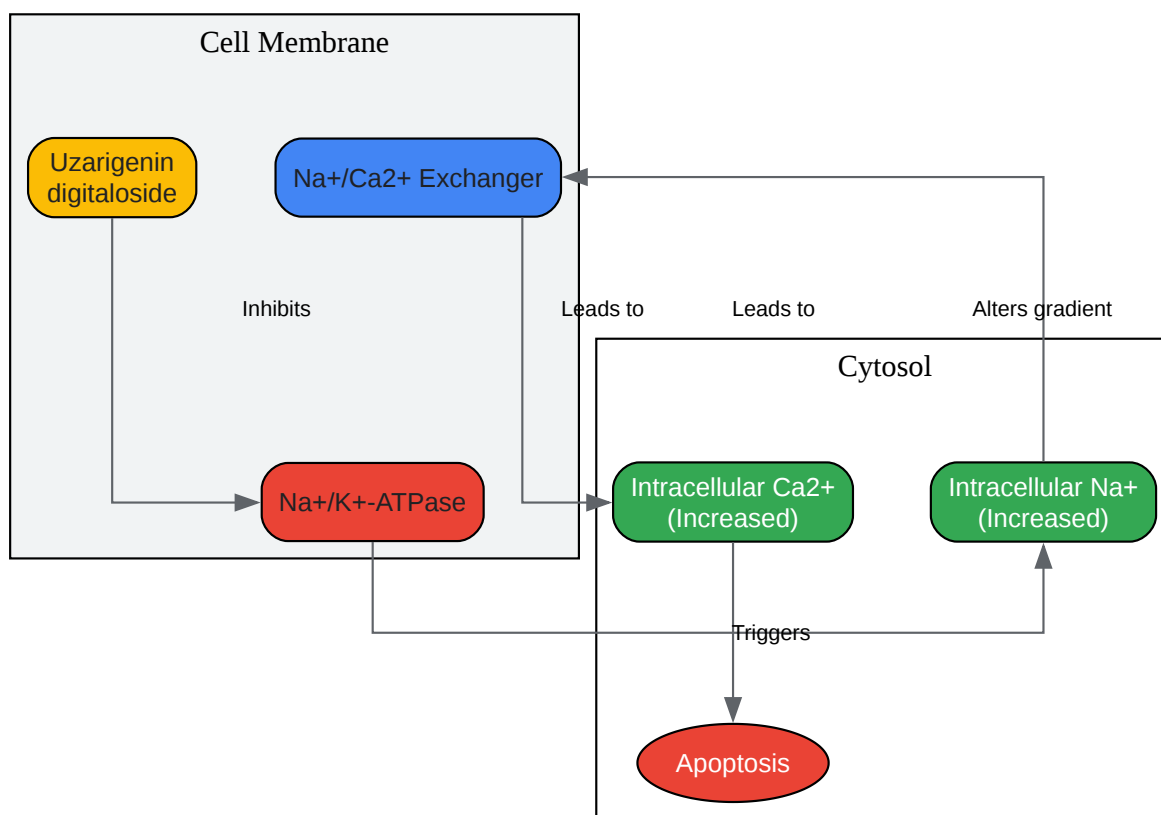 Cell Membrane
Uzarigenin
digitaloside
Na+/Ca2+ Exchanger
Inhibits
Leads to
Leads to
Alters gradient
Cytosol
Na+/K+-ATPase
Intracellular Ca2+
(Increased)
Intracellular Na+
(Increased)
Triggers
Apoptosis